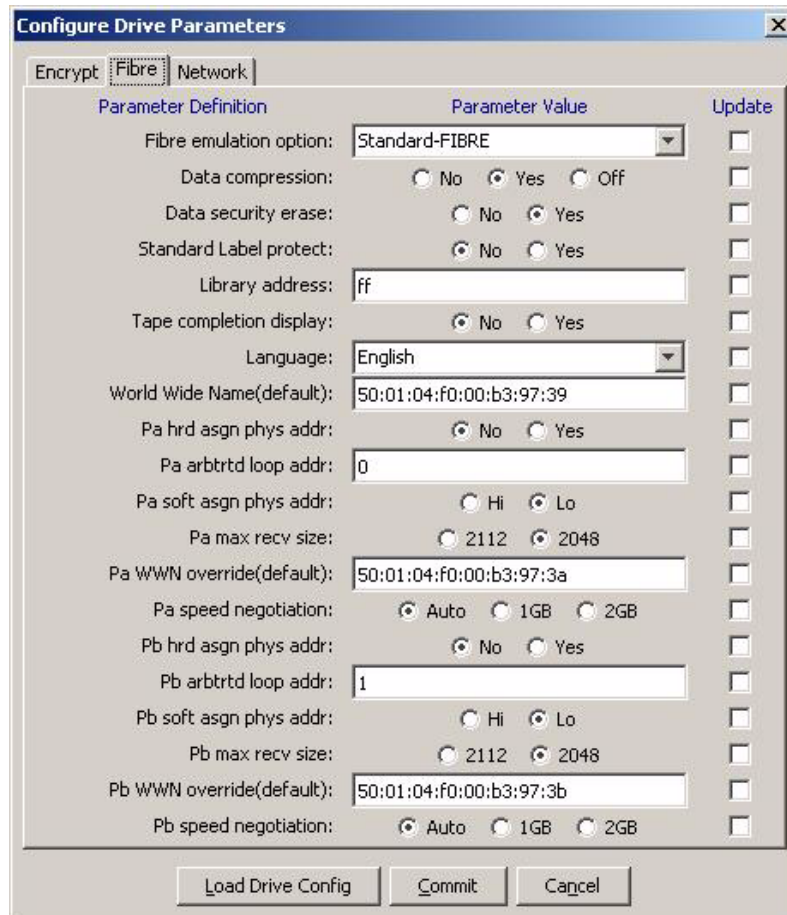 Configure Drive Parameters
Encrypt Fibre Network
Parameter Definition Parameter Value Update
Fibre emulation option: Standard-FIBRE
Data compression: No Yes Off
Data security erase: No Yes
Standard Label protect: No Yes
Library address: ff
Tape completion display: No Yes
Language: English
World Wide Name(default): 50:01:04:f0:00:b3:97:39
Pa hrd asgn phys addr: No Yes
Pa arbtrtd loop addr: 0
Pa soft asgn phys addr: Hi Lo
Pa max recv size: 2112 2048
Pa WWN override(default): 50:01:04:f0:00:b3:97:3a
Pa speed negotiation: Auto 1GB 2GB
Pb hrd asgn phys addr: No Yes
Pb arbtrtd loop addr: 1
Pb soft asgn phys addr: Hi Lo
Pb max recv size: 2112 2048
Pb WWN override(default): 50:01:04:f0:00:b3:97:3b
Pb speed negotiation: Auto 1GB 2GB
Load Drive Config Commit Cancel